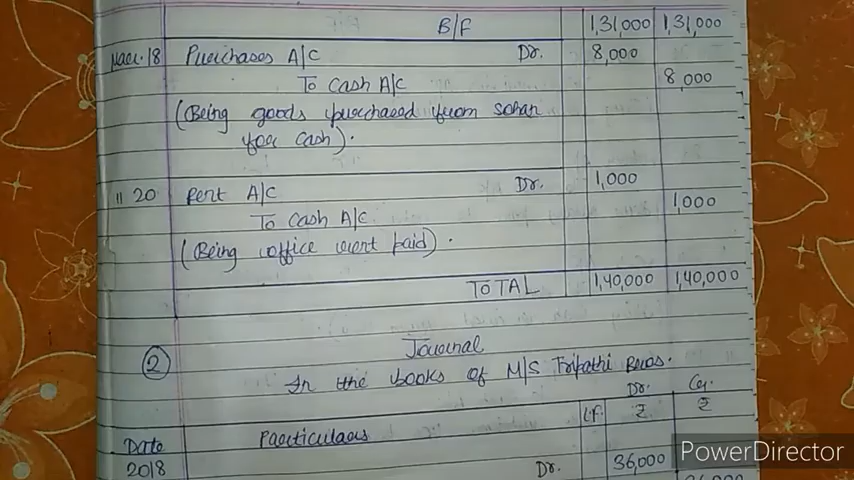 B/F 1,31,000 1,31,000
Mar. 18 Purchases A/C Dr. 8,000
To Cash A/C 8,000
(Being goods purchased from Sohan
for cash).
" 20 Rent A/C Dr. 1,000
To Cash A/C 1,000
(Being office rent paid).
TOTAL 1,40,000 1,40,000
2 Journal
In the books of M/S Tripathi Bros.
Dr. Cr.
Date Particulars L.F. ₹ ₹
2018 Dr. 36,000
PowerDirector